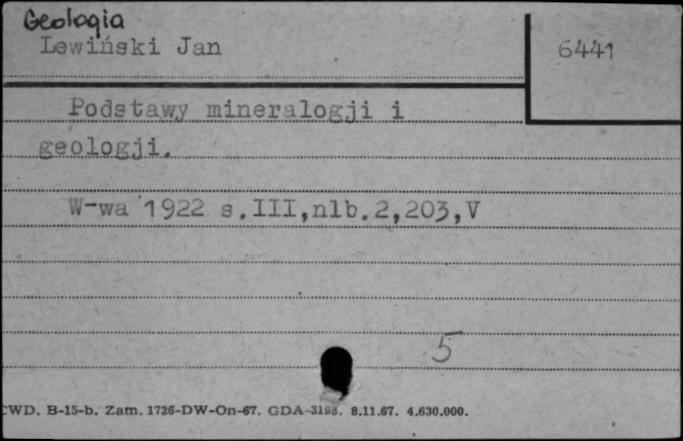 Geologia
Lewiński Jan
6441
Podstawy mineralogji i
geologji.
W-wa 1922 s.III,nlb.2,203,V
5
CWD. B-15-b. Zam. 1726-DW-On-67. GDA-3198. 8.11.67. 4.630.000.